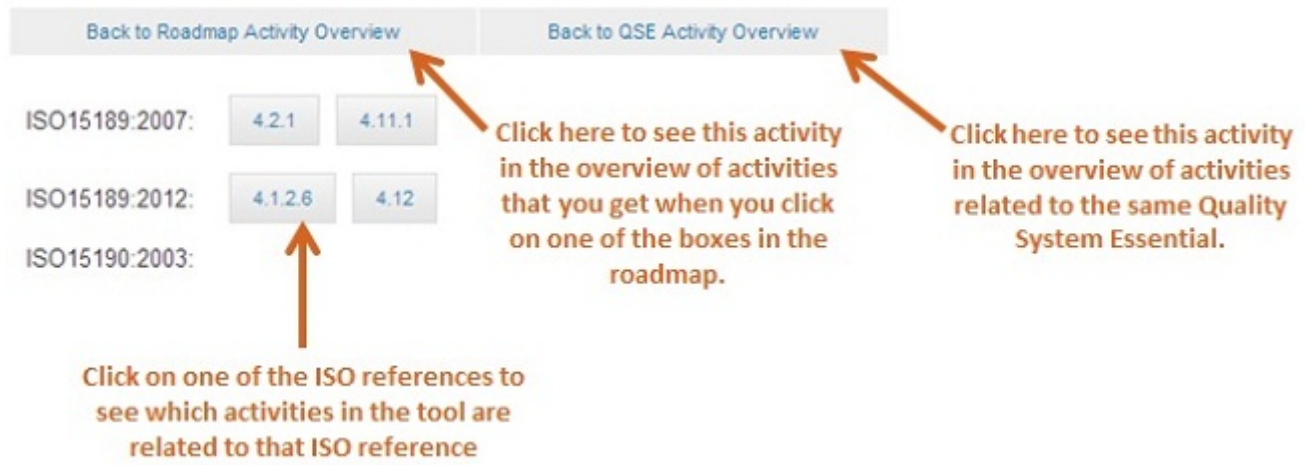 Back to Roadmap Activity Overview
Back to QSE Activity Overview
ISO15189:2007: 4.2.1 4.11.1
ISO15189:2012: 4.1.2.6 4.12
ISO15190:2003:
Click here to see this activity
in the overview of activities
that you get when you click
on one of the boxes in the
roadmap.
Click here to see this activity
in the overview of activities
related to the same Quality
System Essential.
Click on one of the ISO references to
see which activities in the tool are
related to that ISO reference